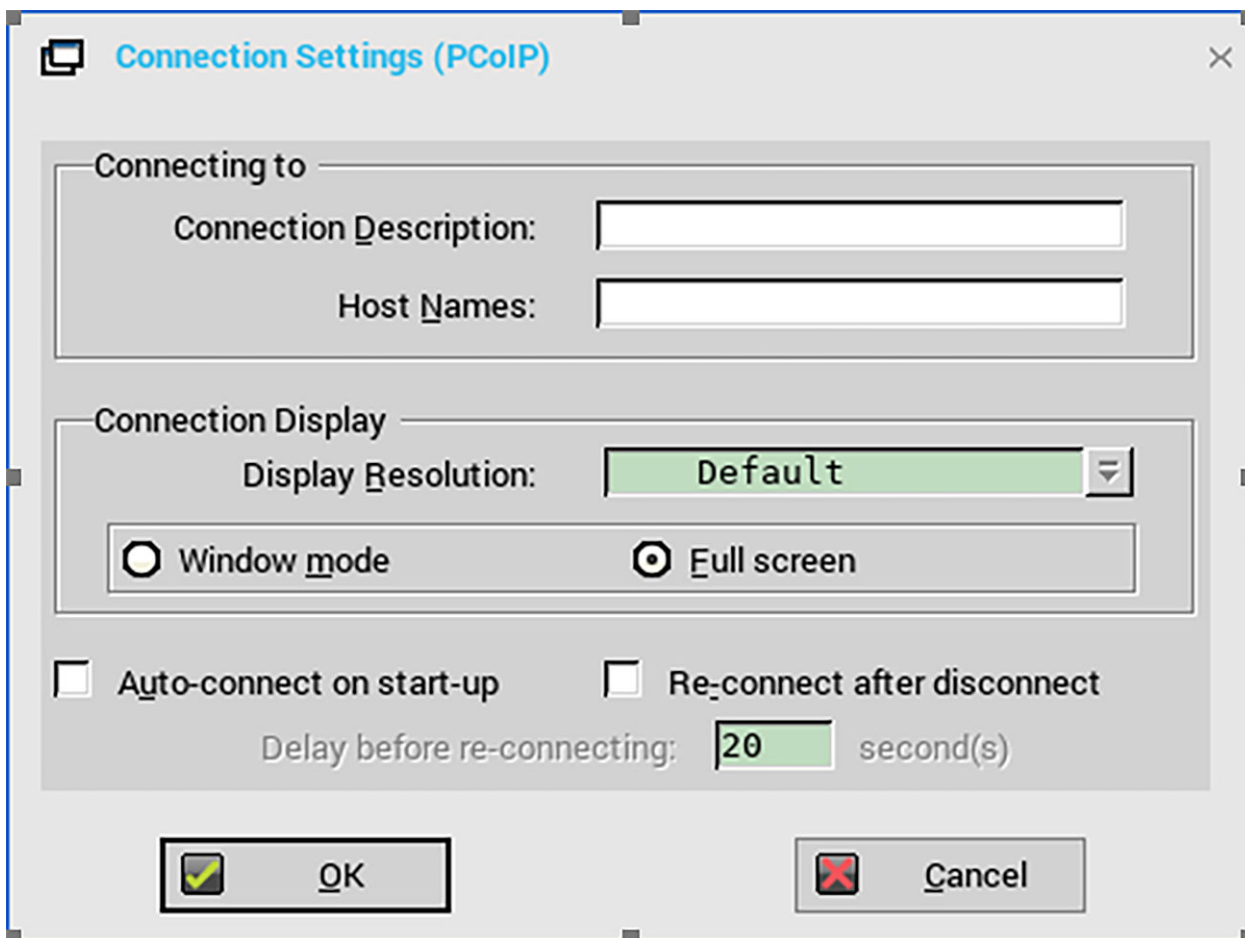 Connection Settings (PCoIP)
Connecting to
Connection Description:
Host Names:
Connection Display
Display Resolution: Default
Window mode Full screen
Auto-connect on start-up Re-connect after disconnect
Delay before re-connecting: 20 second(s)
OK Cancel